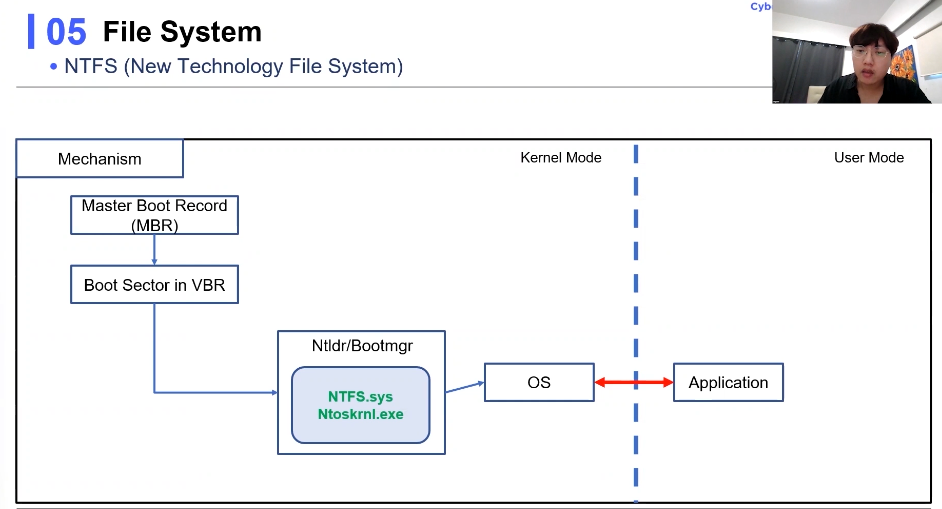 Cybe
05 File System
• NTFS (New Technology File System)
Mechanism
Kernel Mode
User Mode
Master Boot Record
(MBR)
Boot Sector in VBR
Ntldr/Bootmgr
NTFS.sys
Ntoskrnl.exe
OS
Application